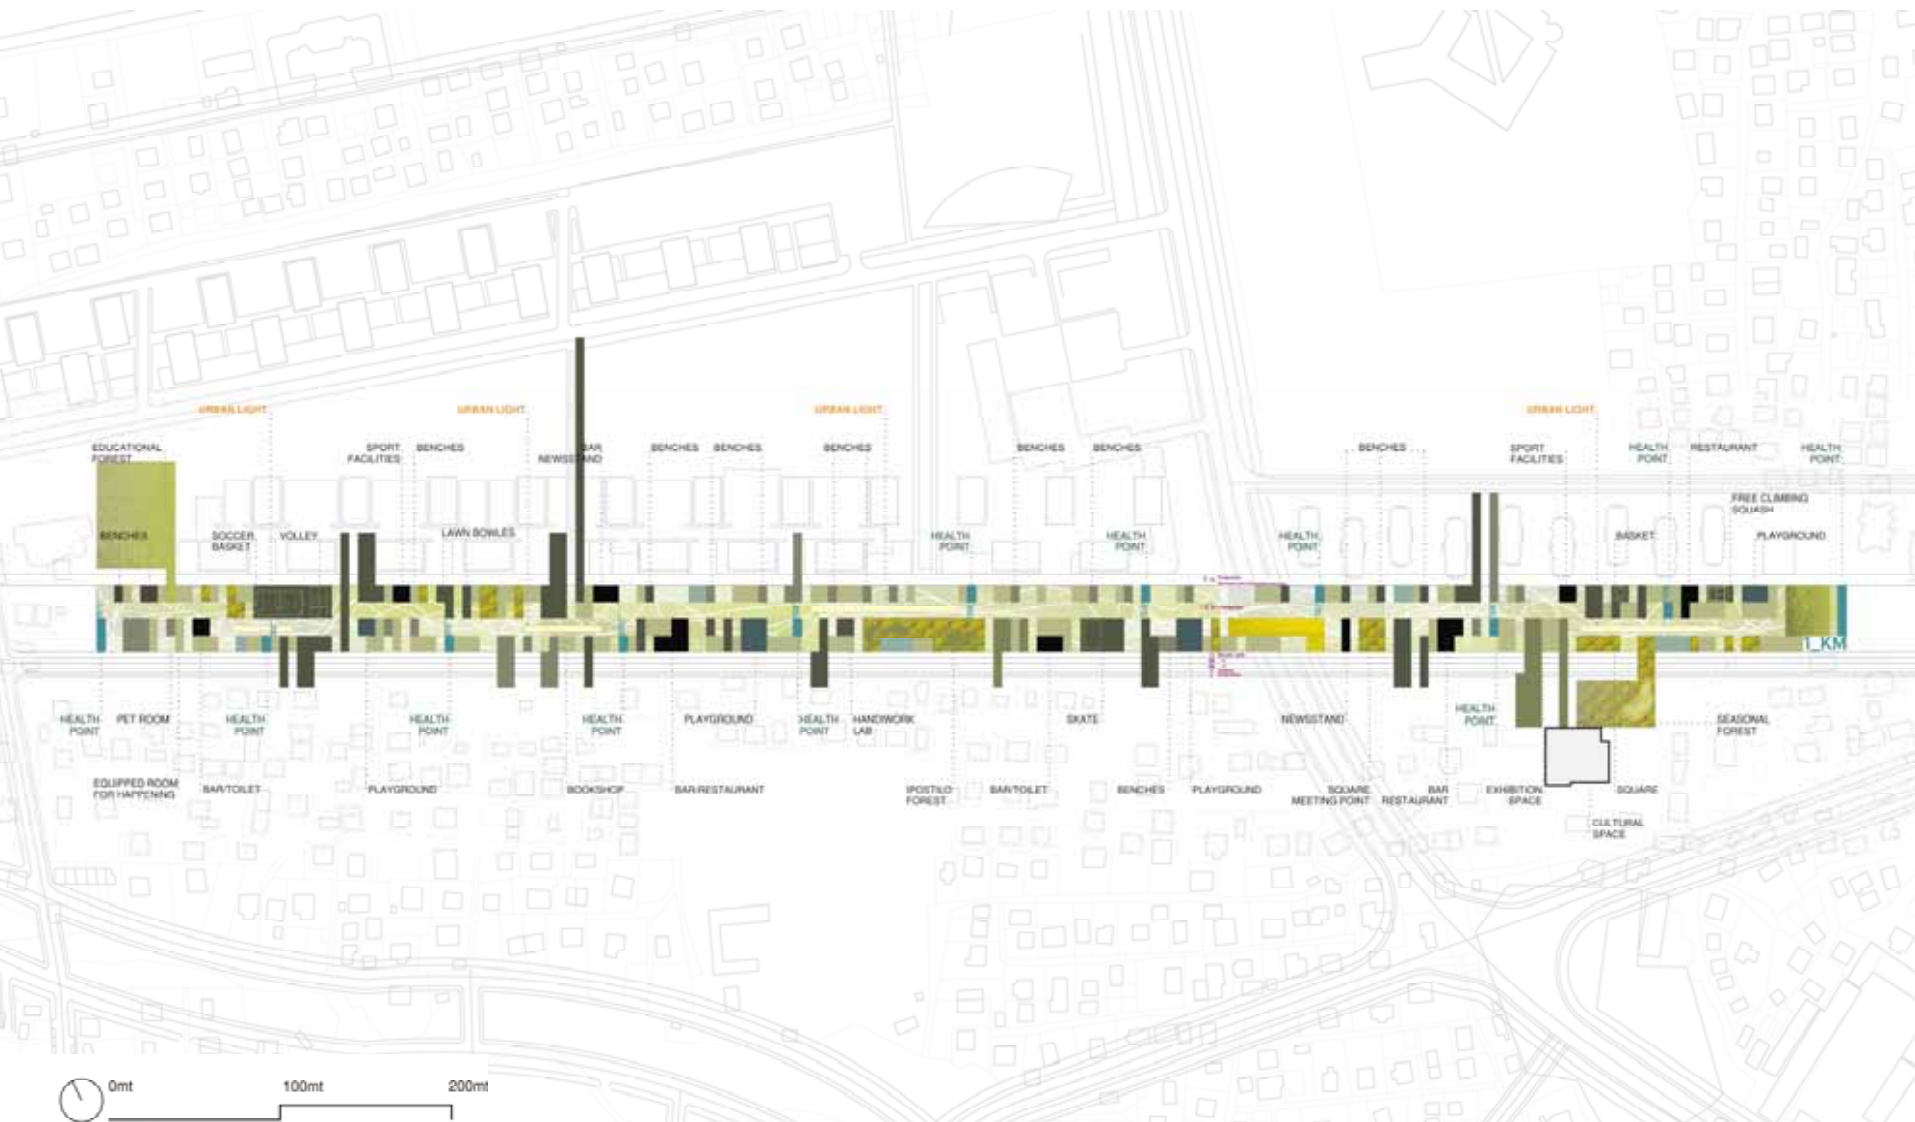 URBAN LIGHT
URBAN LIGHT
URBAN LIGHT
URBAN LIGHT
EDUCATIONAL
FOREST
SPORT
FACILITIES
BENCHES
BAR
NEWSSTAND
BENCHES
BENCHES
BENCHES
BENCHES
BENCHES
BENCHES
SPORT
FACILITIES
HEALTH
POINT
RESTAURANT
HEALTH
POINT
FREE CLIMBING
SQUASH
BENCHES
SOCCER
BASKET
VOLLEY
LAWN BOWLES
HEALTH
POINT
HEALTH
POINT
HEALTH
POINT
BASKET
PLAYGROUND
1_KM
HEALTH
POINT
PET ROOM
HEALTH
POINT
HEALTH
POINT
HEALTH
POINT
PLAYGROUND
HEALTH
POINT
HANDWORK
LAB
SKATE
NEWSSTAND
HEALTH
POINT
SEASONAL
FOREST
EQUIPPED ROOM
FOR HAPPENING
BAR/TOILET
PLAYGROUND
BOOKSHOP
BAR-RESTAURANT
IPOSTILO
FOREST
BAR/TOILET
BENCHES
PLAYGROUND
SQUARE
MEETING POINT
BAR
RESTAURANT
EXHIBITION
SPACE
SQUARE
CULTURAL
SPACE
0mt
100mt
200mt